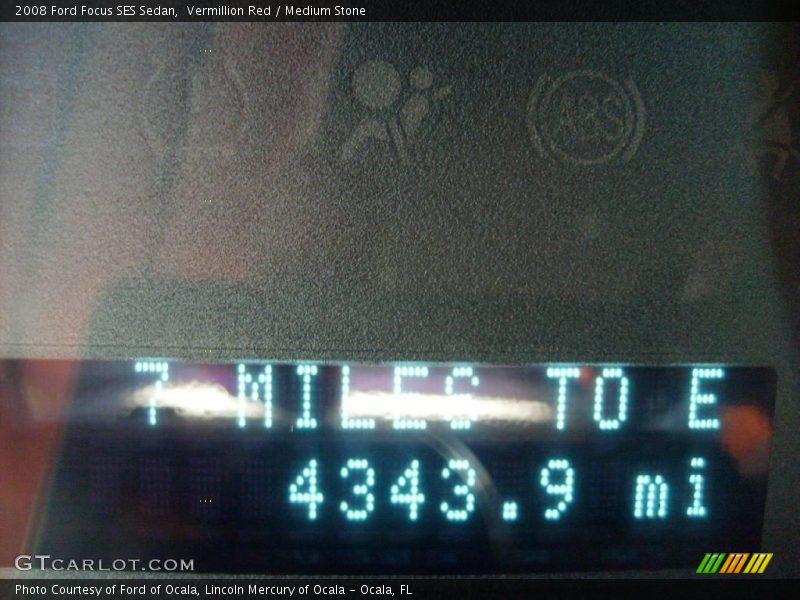 2008 Ford Focus SES Sedan,  Vermillion Red / Medium Stone
ABS
7 MILES TO E
4343.9 mi
GTCARLOT.COM
Photo Courtesy of Ford of Ocala, Lincoln Mercury of Ocala - Ocala, FL